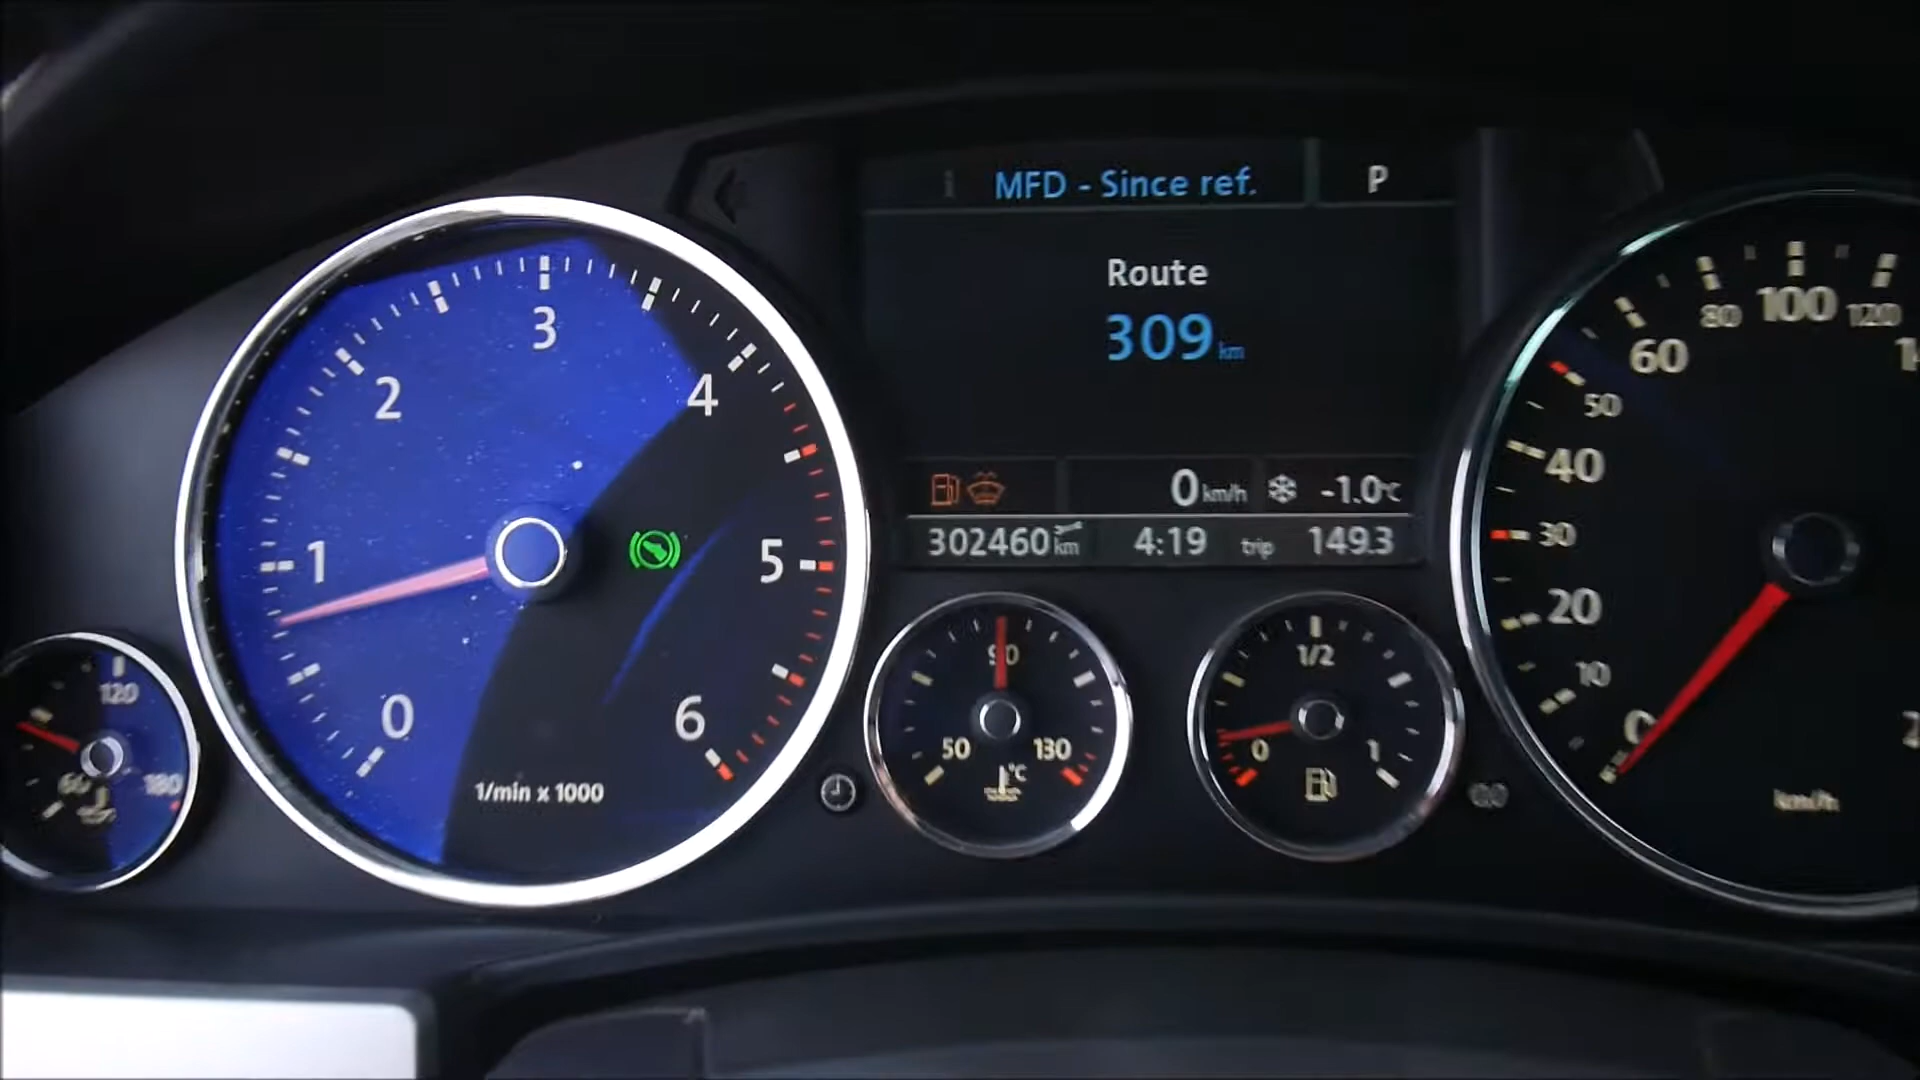 MFD - Since ref.
P
Route
309 km
0 km/h -1.0°C
302460 km 4:19 trip 149.3
0
1
2
3
4
5
6
1/min x 1000
60
120
180
50
90
130
°C
0
1/2
1
0
10
20
30
40
50
60
80
100
120
km/h